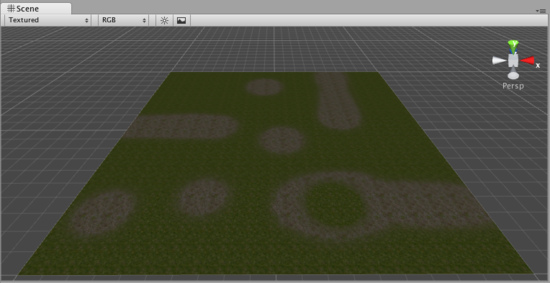 Scene
Textured RGB
x
Persp